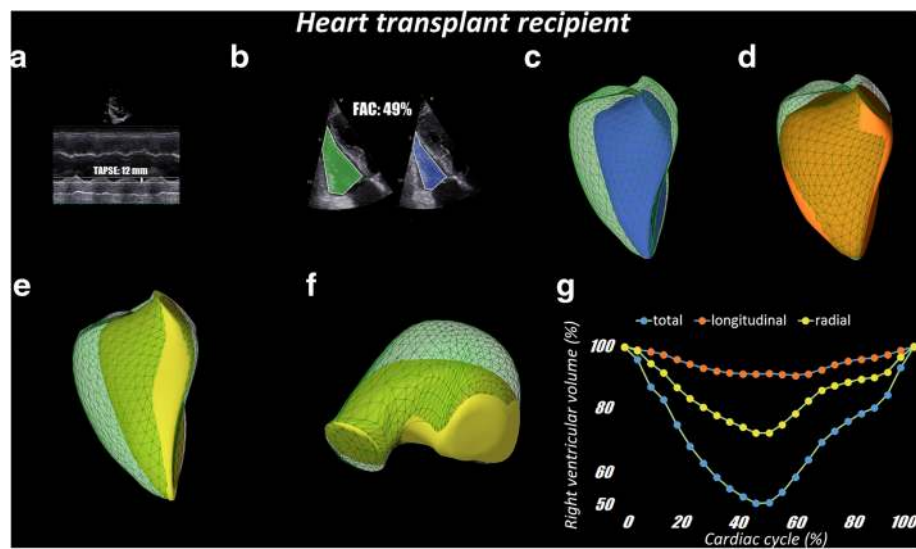 Heart transplant recipient
a
b
c
d
TAPSE: 12 mm
FAC: 49%
e
f
g
total
longitudinal
radial
Right ventricular volume (%)
100
80
60
50
0 20 40 60 80 100
Cardiac cycle (%)